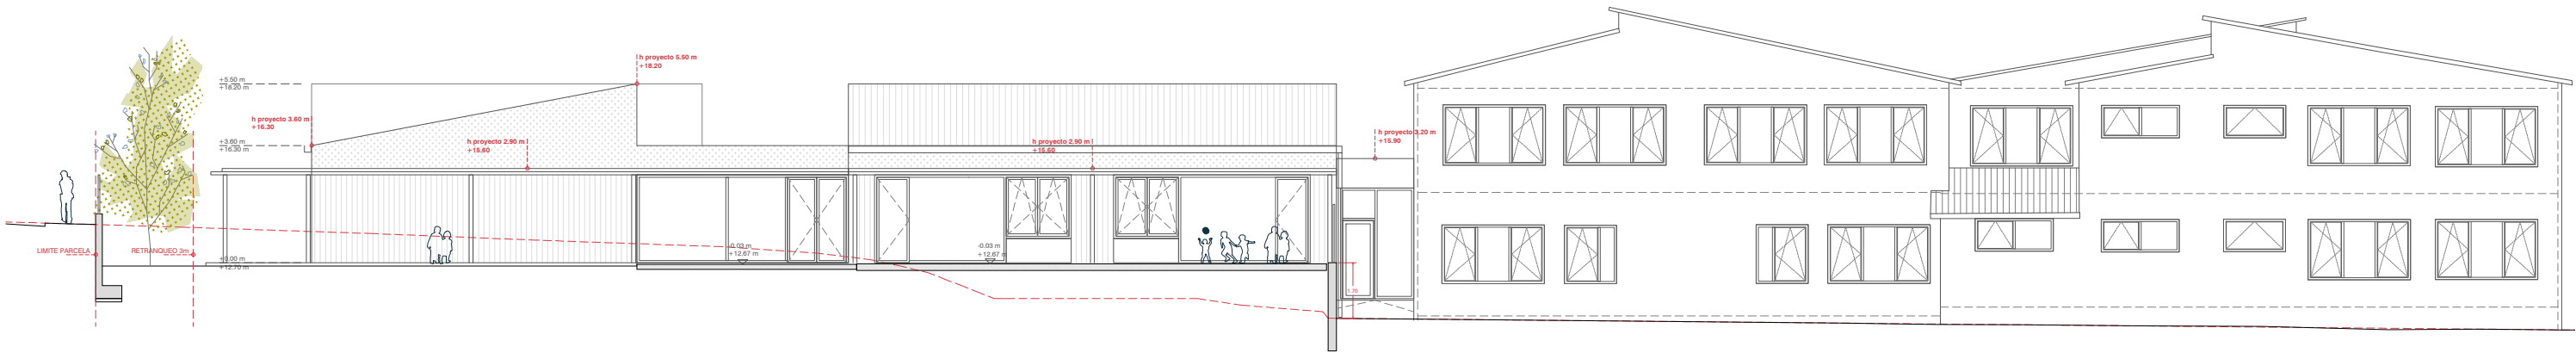 h proyecto 5.50 m
+18.20
+5.50 m
+18.20 m
h proyecto 3.60 m
+16.30
+3.60 m
+16.30 m
h proyecto 2.90 m
+15.60
h proyecto 2.90 m
+15.60
h proyecto 3.20 m
+15.90
LIMITE PARCELA
RETRANQUEO 3m
+0.00 m
+12.70 m
-0.03 m
+12.67 m
-0.03 m
+12.67 m
1.70